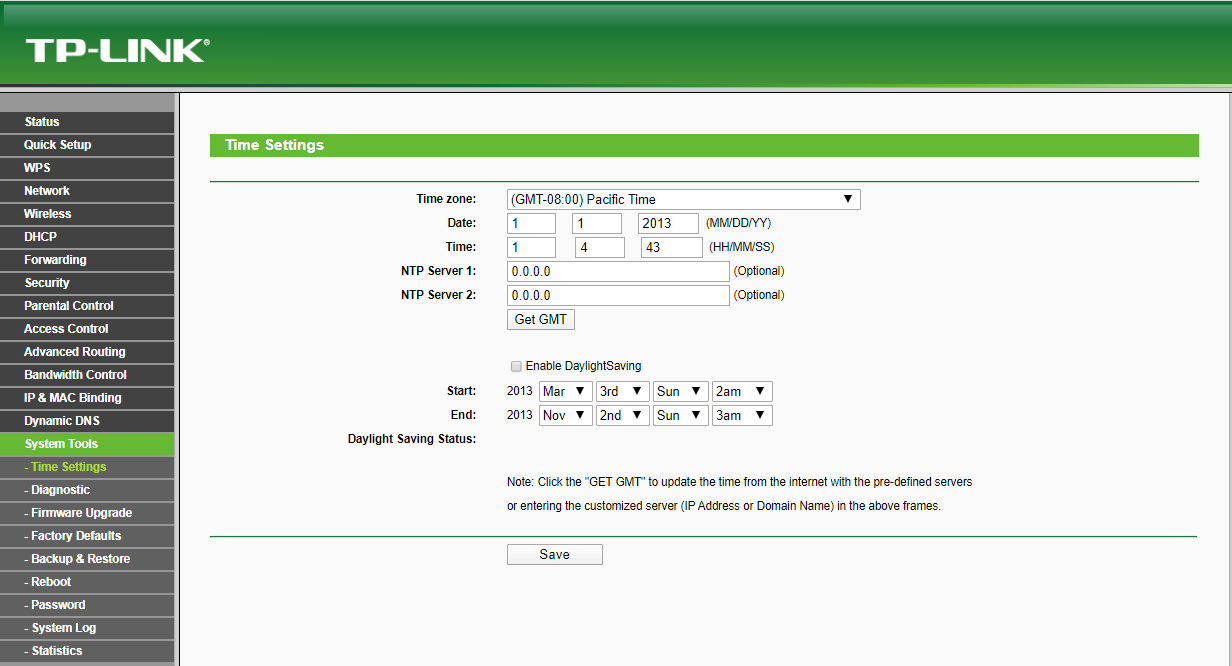 TP-LINK®
Status
Quick Setup
WPS
Network
Wireless
DHCP
Forwarding
Security
Parental Control
Access Control
Advanced Routing
Bandwidth Control
IP & MAC Binding
Dynamic DNS
System Tools
- Time Settings
- Diagnostic
- Firmware Upgrade
- Factory Defaults
- Backup & Restore
- Reboot
- Password
- System Log
- Statistics
Time Settings
Time zone: (GMT-08:00) Pacific Time
Date: 1 1 2013 (MM/DD/YY)
Time: 1 4 43 (HH/MM/SS)
NTP Server 1: 0.0.0.0 (Optional)
NTP Server 2: 0.0.0.0 (Optional)
Get GMT
Enable DaylightSaving
Start: 2013 Mar 3rd Sun 2am
End: 2013 Nov 2nd Sun 3am
Daylight Saving Status:
Note: Click the "GET GMT" to update the time from the internet with the pre-defined servers
or entering the customized server (IP Address or Domain Name) in the above frames.
Save